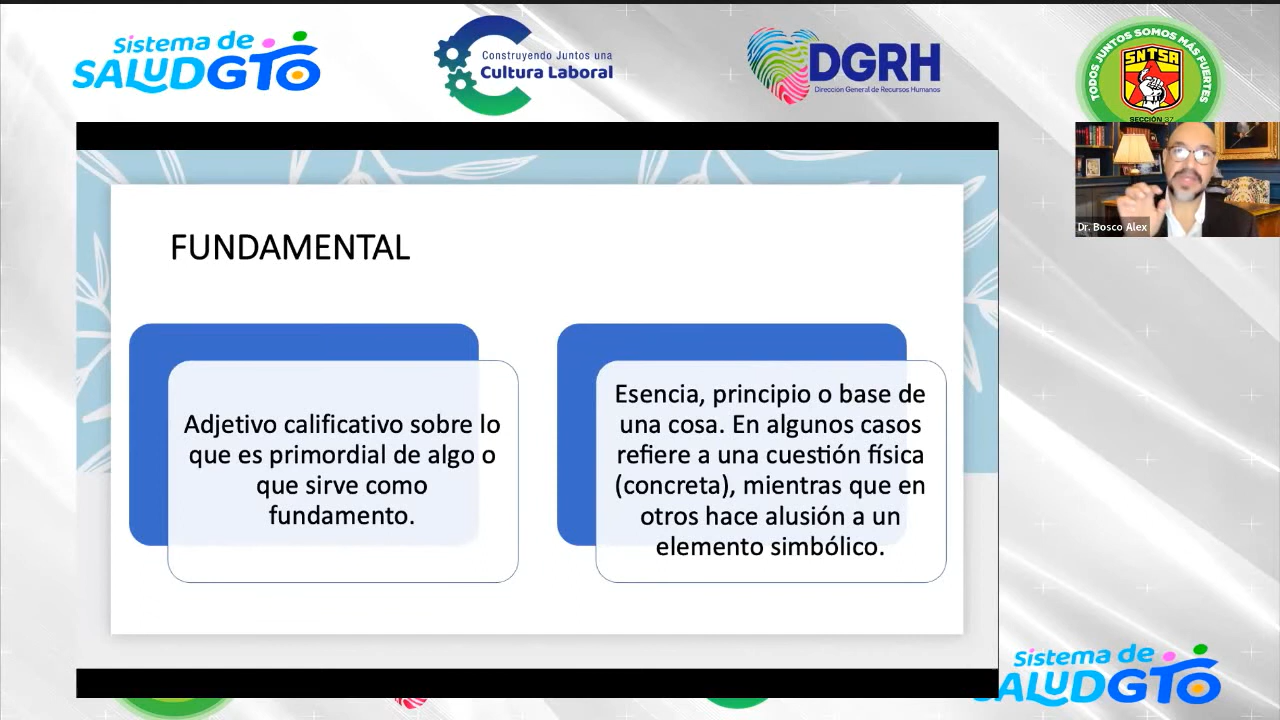 Sistema de
SALUDGTO
Construyendo Juntos una
Cultura Laboral
DGRH
Dirección General de Recursos Humanos
TODOS JUNTOS SOMOS MÁS FUERTES
SNTSA
SECCIÓN 37
Dr. Bosco Alex
FUNDAMENTAL
Adjetivo calificativo sobre lo
que es primordial de algo o
que sirve como
fundamento.
Esencia, principio o base de
una cosa. En algunos casos
refiere a una cuestión física
(concreta), mientras que en
otros hace alusión a un
elemento simbólico.
Sistema de
SALUDGTO